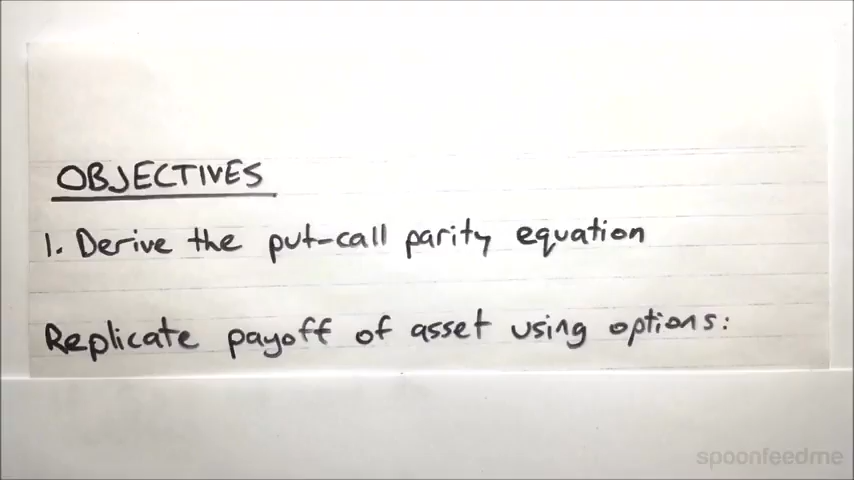 OBJECTIVES
1. Derive the put-call parity equation
Replicate payoff of asset using options:
spoonfeedme